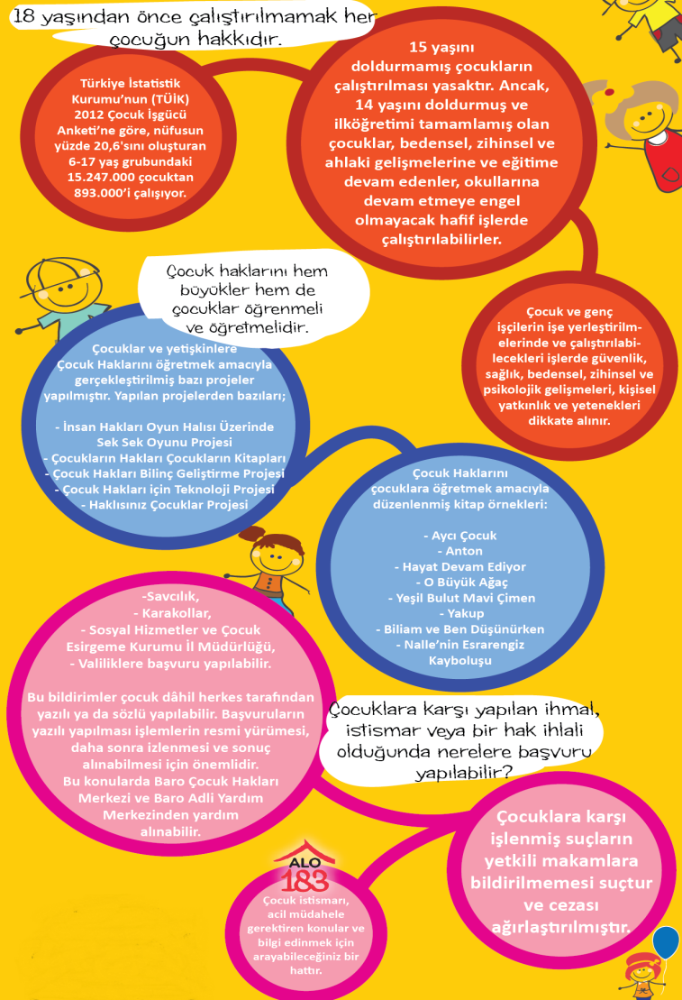 18 yaşından önce çalıştırılmamak her
çocuğun hakkıdır.
Türkiye İstatistik
Kurumu'nun (TÜİK)
2012 Çocuk İşgücü
Anketi'ne göre, nüfusun
yüzde 20,6'sını oluşturan
6-17 yaş grubundaki
15.247.000 çocuktan
893.000'i çalışıyor.
15 yaşını
doldurmamış çocukların
çalıştırılması yasaktır. Ancak,
14 yaşını doldurmuş ve
ilköğretimi tamamlamış olan
çocuklar, bedensel, zihinsel ve
ahlaki gelişmelerine ve eğitime
devam edenler, okullarına
devam etmeye engel
olmayacak hafif işlerde
çalıştırılabilirler.
Çocuk ve genç
işçilerin işe yerleştirilm-
elerinde ve çalıştırılabi-
lecekleri işlerde güvenlik,
sağlık, bedensel, zihinsel ve
psikolojik gelişmeleri, kişisel
yatkınlık ve yetenekleri
dikkate alınır.
Çocuk haklarını hem
büyükler hem de
çocuklar öğrenmeli
ve öğretmelidir.
Çocuklar ve yetişkinlere
Çocuk Haklarını öğretmek amacıyla
gerçekleştirilmiş bazı projeler
yapılmıştır. Yapılan projelerden bazıları;
- İnsan Hakları Oyun Halısı Üzerinde
Sek Sek Oyunu Projesi
- Çocukların Hakları Çocukların Kitapları
- Çocuk Hakları Bilinç Geliştirme Projesi
- Çocuk Hakları için Teknoloji Projesi
- Haklısınız Çocuklar Projesi
Çocuk Haklarını
çocuklara öğretmek amacıyla
düzenlenmiş kitap örnekleri:
- Aycı Çocuk
- Anton
- Hayat Devam Ediyor
- O Büyük Ağaç
- Yeşil Bulut Mavi Çimen
- Yakup
- Biliam ve Ben Düşünürken
- Nalle'nin Esrarengiz
Kayboluşu
Çocuklara karşı yapılan ihmal,
istismar veya bir hak ihlali
olduğunda nerelere başvuru
yapılabilir?
-Savcılık,
- Karakollar,
- Sosyal Hizmetler ve Çocuk
Esirgeme Kurumu İl Müdürlüğü,
- Valiliklere başvuru yapılabilir.
Bu bildirimler çocuk dâhil herkes tarafından
yazılı ya da sözlü yapılabilir. Başvuruların
yazılı yapılması işlemlerin resmi yürümesi,
daha sonra izlenmesi ve sonuç
alınabilmesi için önemlidir.
Bu konularda Baro Çocuk Hakları
Merkezi ve Baro Adli Yardım
Merkezinden yardım
alınabilir.
Çocuklara karşı
işlenmiş suçların
yetkili makamlara
bildirilmemesi suçtur
ve cezası
ağırlaştırılmıştır.
ALO
183
Çocuk istismarı,
acil müdahele
gerektiren konular ve
bilgi edinmek için
arayabileceğiniz bir
hattır.